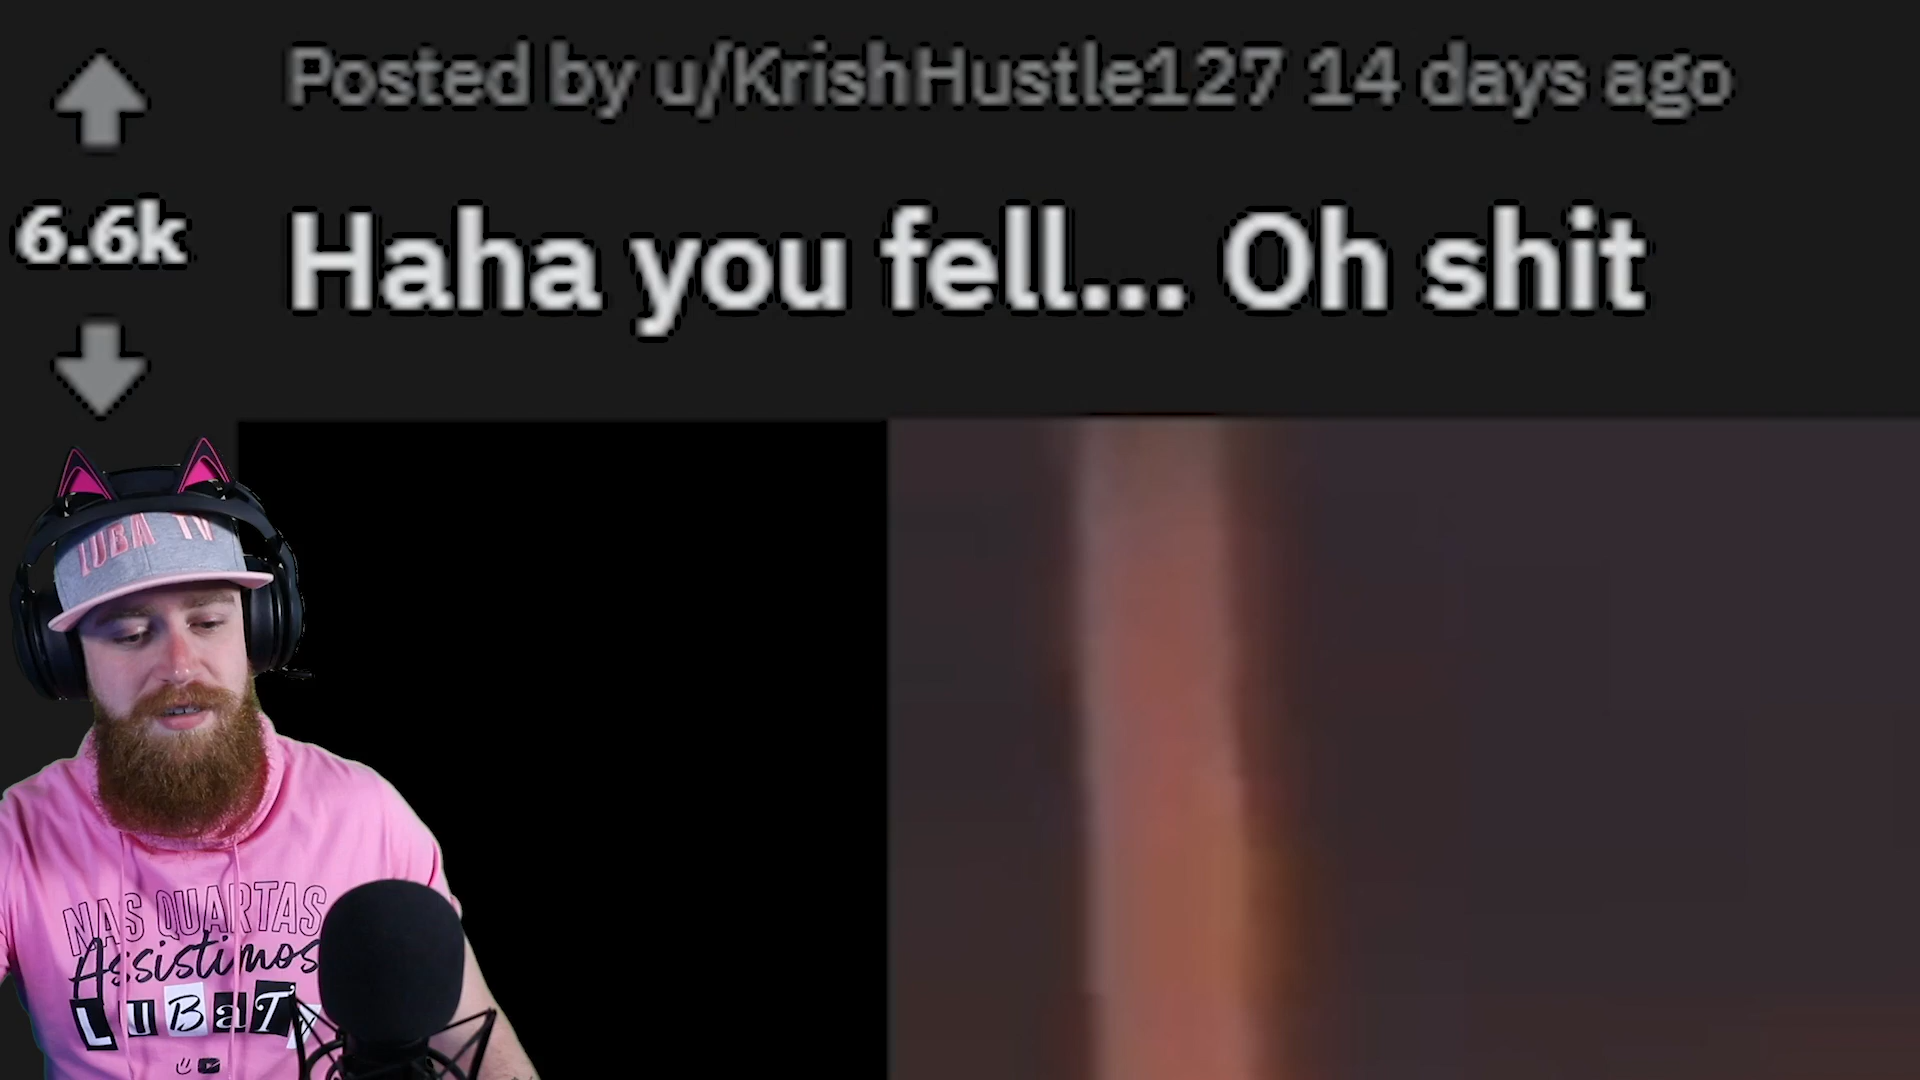 Posted by u/KrishHustle127 14 days ago
6.6k
Haha you fell... Oh shit
LUBA TV
NAS QUARTAS
Assistimos
LUBaTV